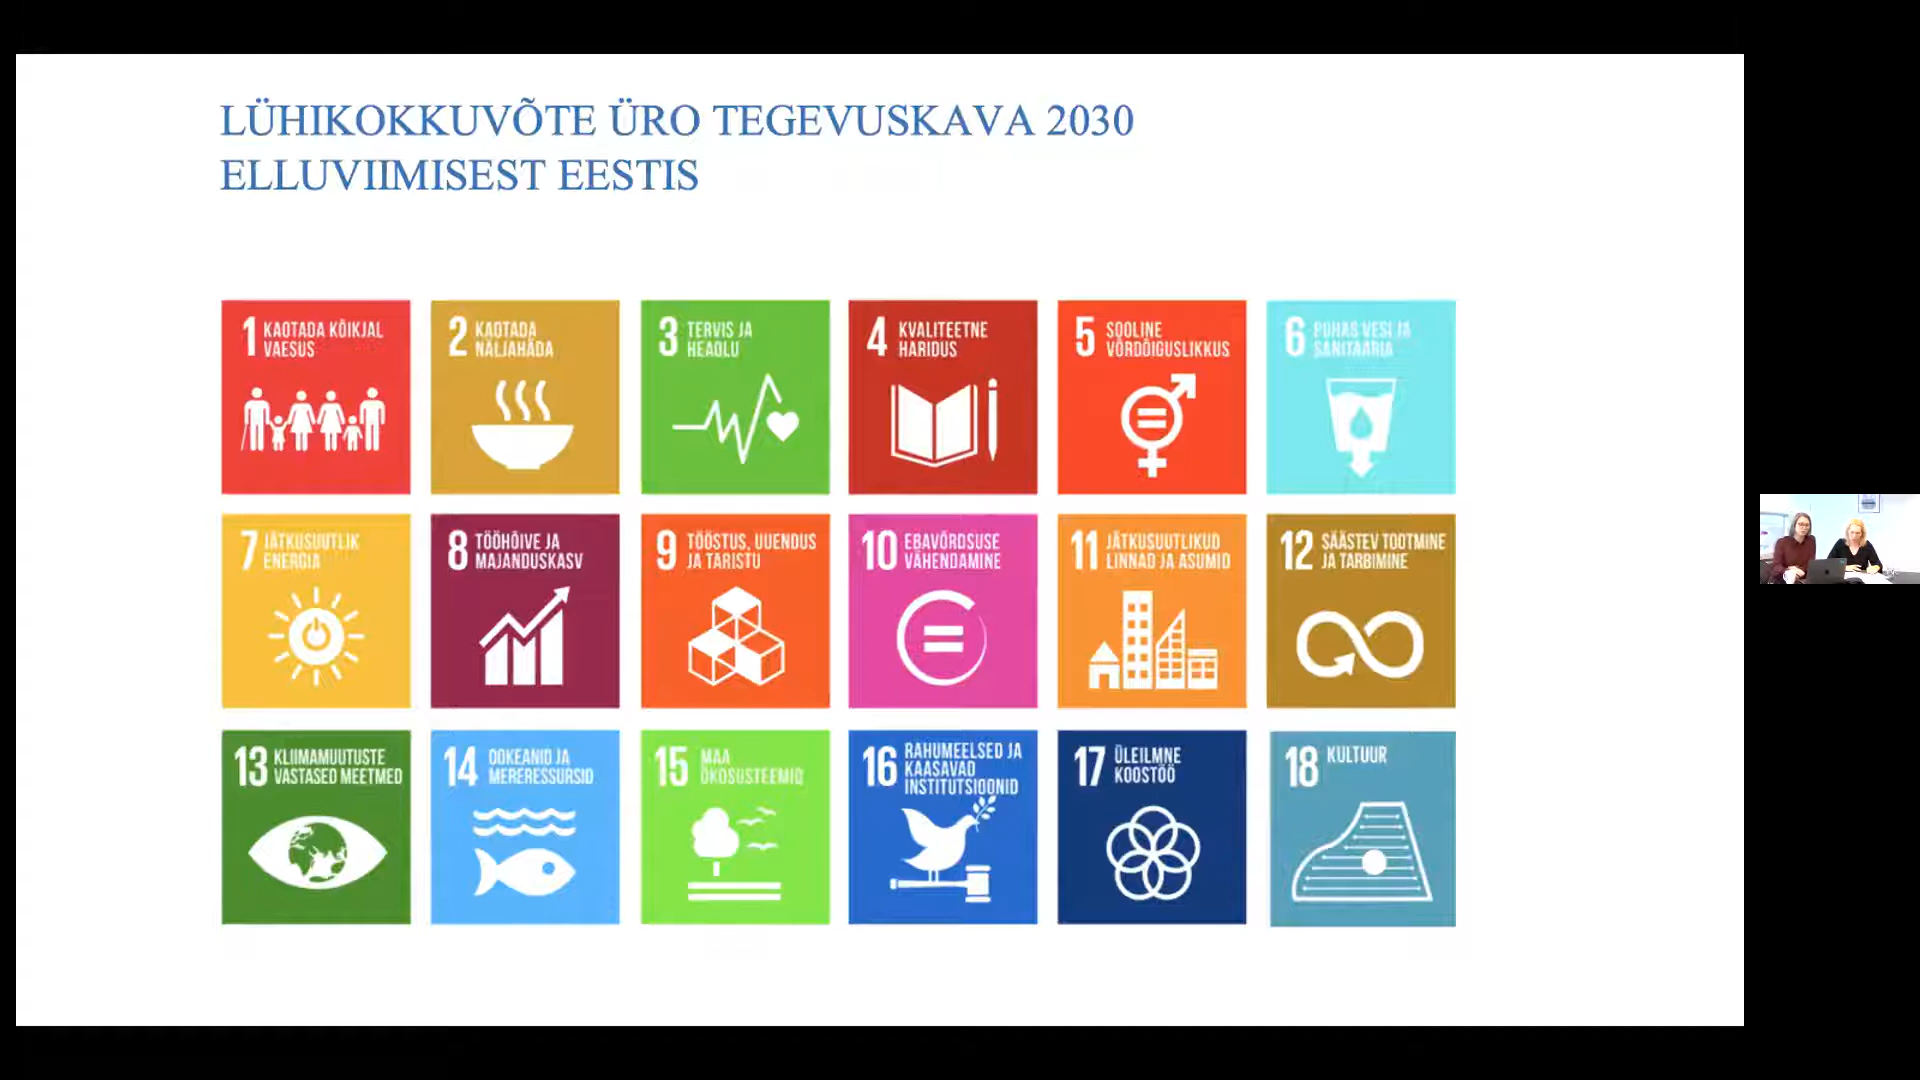 LÜHIKOKKUVÕTE ÜRO TEGEVUSKAVA 2030
ELLUVIIMISEST EESTIS
1 KAOTADA KÕIKJAL
VAESUS
2 KAOTADA
NÄLJAHÄDA
3 TERVIS JA
HEAOLU
4 KVALITEETNE
HARIDUS
5 SOOLINE
VÕRDÕIGUSLIKKUS
6 PUHAS VESI JA
SANITAARIA
7 JÄTKUSUUTLIK
ENERGIA
8 TÖÖHÕIVE JA
MAJANDUSKASV
9 TÖÖSTUS, UUENDUS
JA TARISTU
10 EBAVÕRDSUSE
VÄHENDAMINE
11 JÄTKUSUUTLIKUD
LINNAD JA ASUMID
12 SÄÄSTEV TOOTMINE
JA TARBIMINE
13 KLIIMAMUUTUSTE
VASTASED MEETMED
14 OOKEANID JA
MERERESSURSID
15 MAA
ÖKOSÜSTEEMID
16 RAHUMEELSED JA
KAASAVAD
INSTITUTSIOONID
17 ÜLEILMNE
KOOSTÖÖ
18 KULTUUR